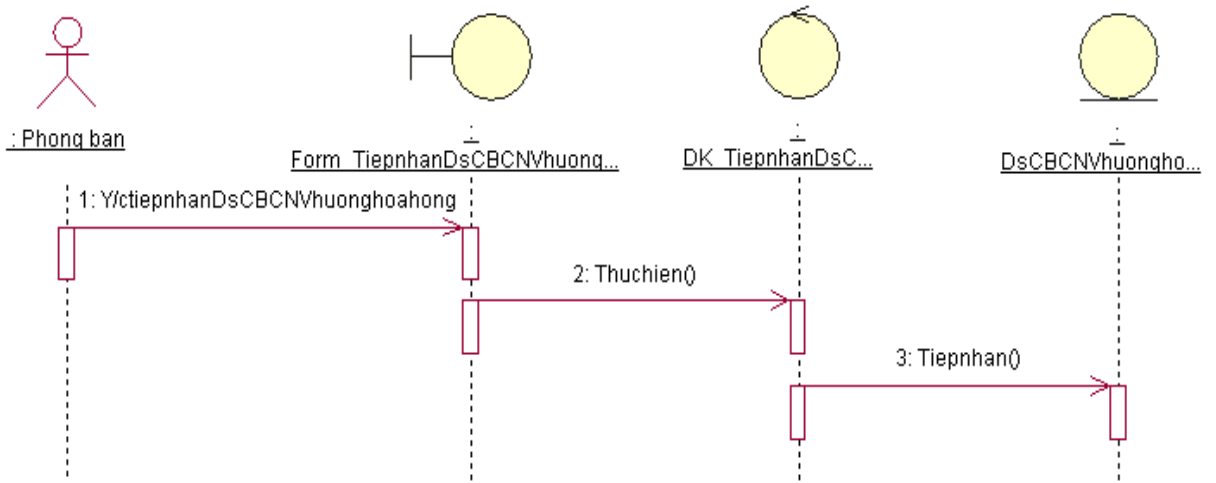 : Phong ban
:
Form_TiepnhanDsCBCNVhuong...
:
DK_TiepnhanDsC...
:
DsCBCNVhuongho...
1: Y/ctiepnhanDsCBCNVhuonghoahong
2: Thuchien()
3: Tiepnhan()